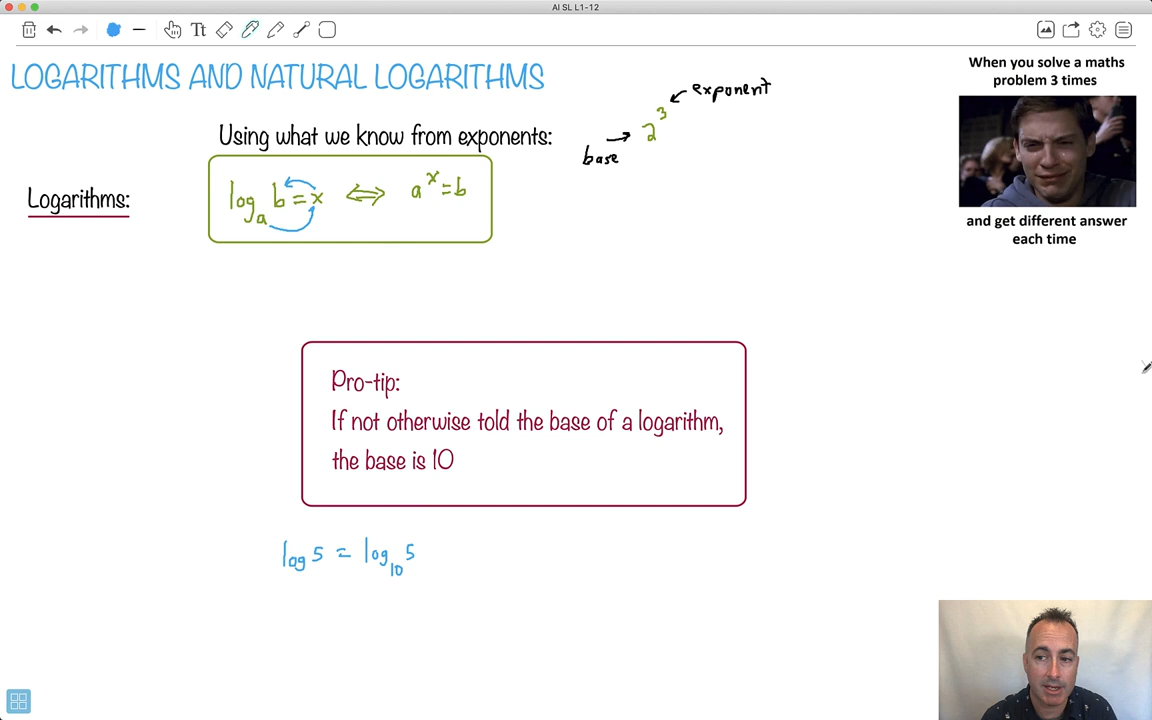 AI SL L1-12
Tt
LOGARITHMS AND NATURAL LOGARITHMS
When you solve a maths
problem 3 times
exponent
2³
base
Using what we know from exponents:
Logarithms:
logₐ b = x ⟺ aˣ = b
and get different answer
each time
Pro-tip:
If not otherwise told the base of a logarithm,
the base is 10
log 5 = log₁₀ 5